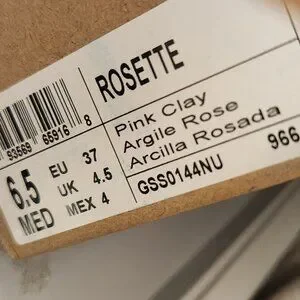 ROSETTE
93569 65916 8
Pink Clay
Argile Rose
Arcilla Rosada
6.5
MED
EU 37
UK 4.5
MEX 4
GSS0144NU
966